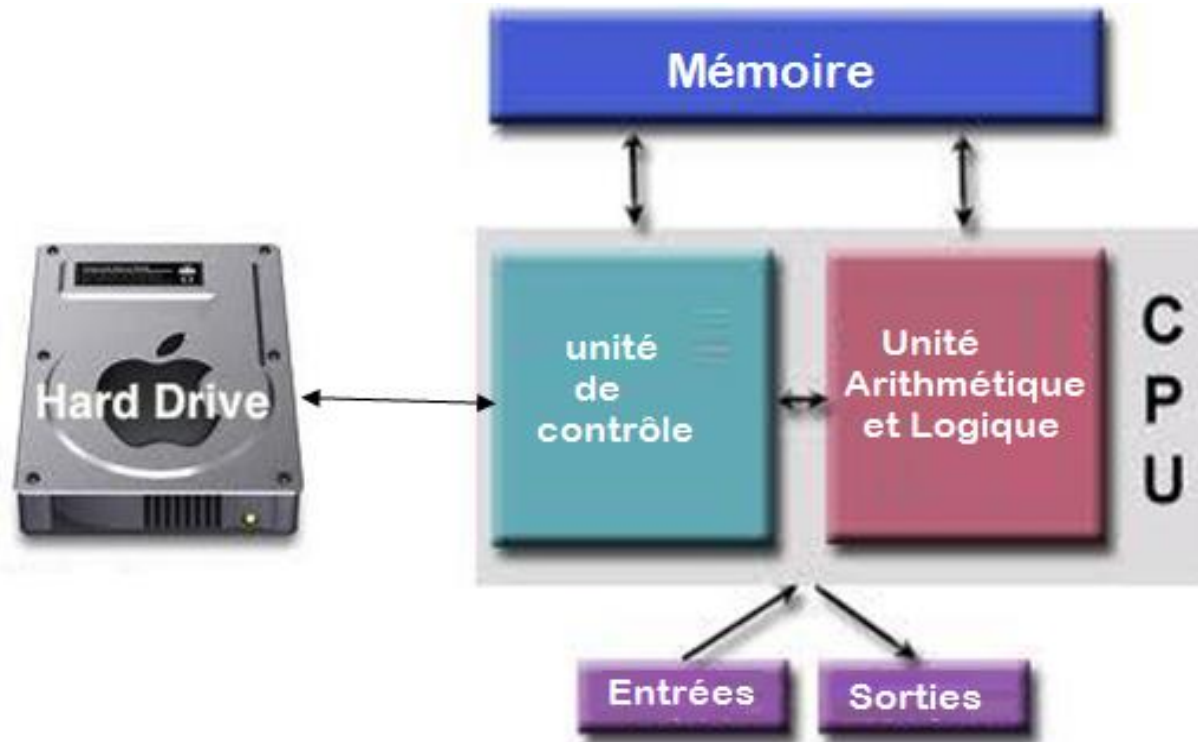 Mémoire
Hard Drive
unité
de
contrôle
Unité
Arithmétique
et Logique
C
P
U
Entrées
Sorties